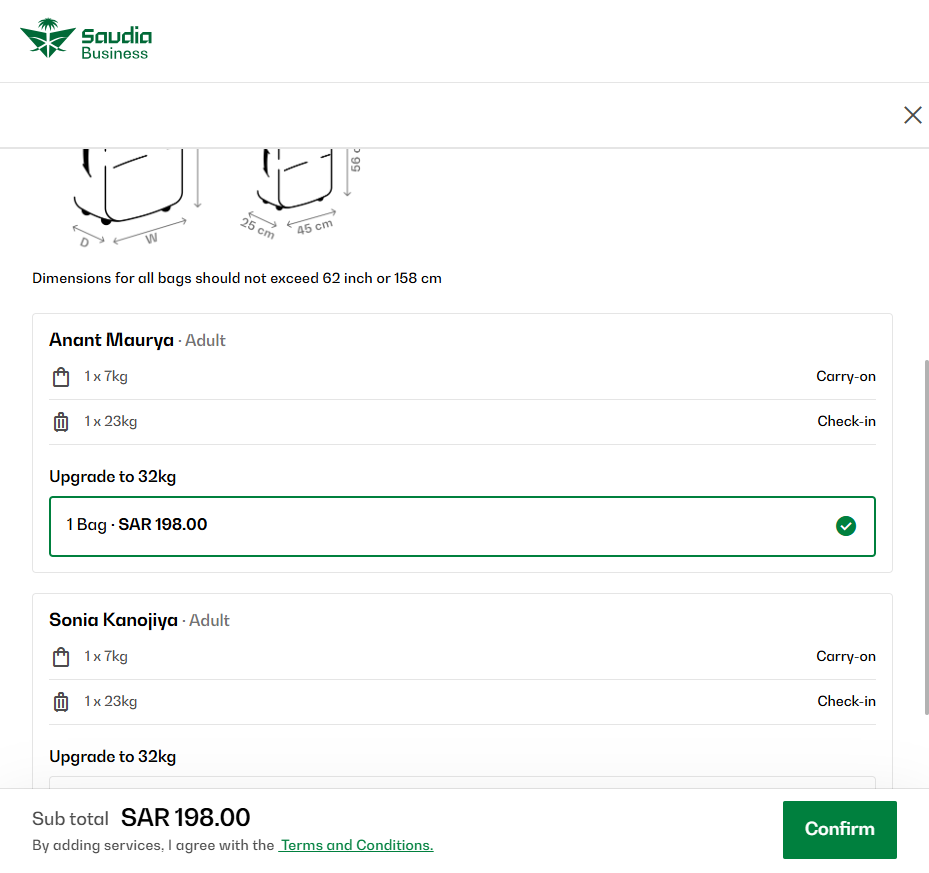 Saudia
Business
56 c
25 cm
45 cm
D
W
Dimensions for all bags should not exceed 62 inch or 158 cm
Anant Maurya · Adult
1 x 7kg Carry-on
1 x 23kg Check-in
Upgrade to 32kg
1 Bag · SAR 198.00
Sonia Kanojiya · Adult
1 x 7kg Carry-on
1 x 23kg Check-in
Upgrade to 32kg
Sub total SAR 198.00
By adding services, I agree with the Terms and Conditions.
Confirm